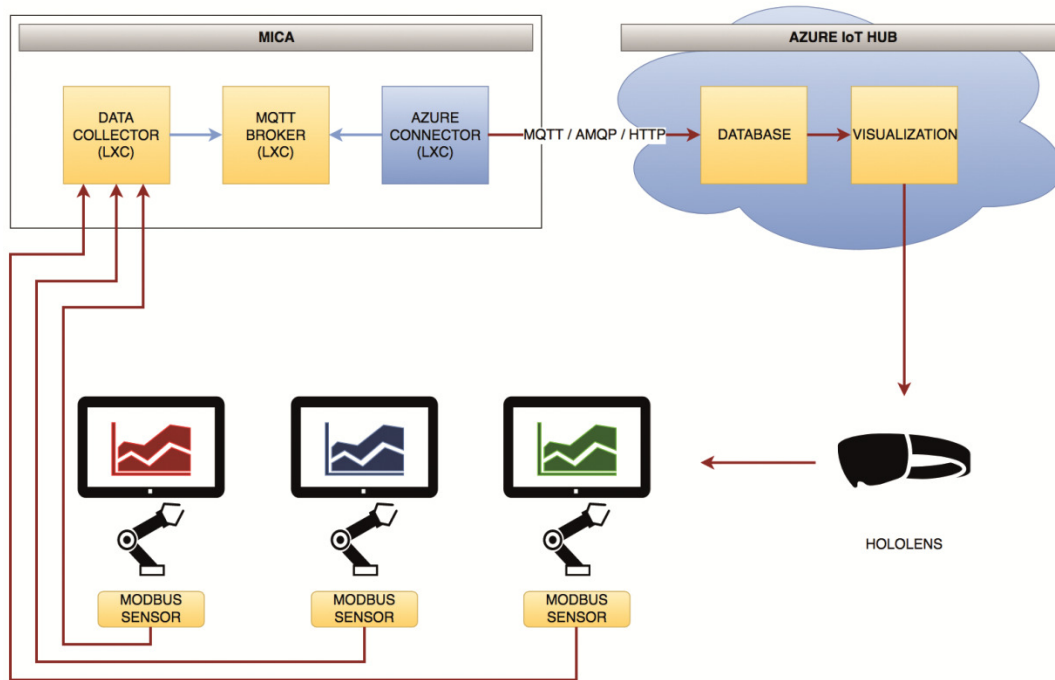 MICA
AZURE IoT HUB
DATA
COLLECTOR
(LXC)
MQTT
BROKER
(LXC)
AZURE
CONNECTOR
(LXC)
MQTT / AMQP / HTTP
DATABASE
VISUALIZATION
HOLOLENS
MODBUS
SENSOR
MODBUS
SENSOR
MODBUS
SENSOR